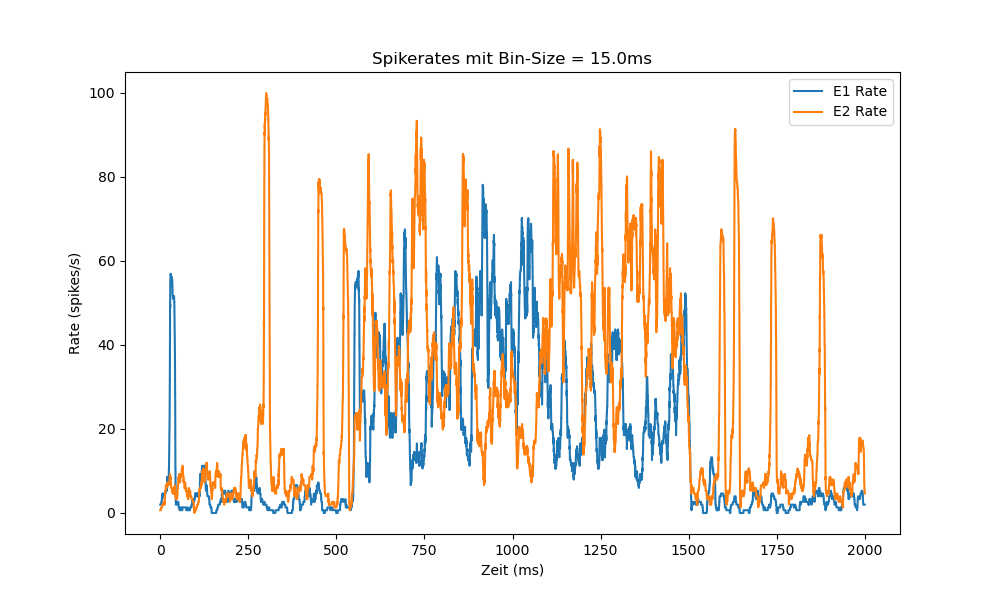 Spikerates mit Bin-Size = 15.0ms
E1 Rate
E2 Rate
100
80
60
40
20
0
Rate (spikes/s)
0 250 500 750 1000 1250 1500 1750 2000
Zeit (ms)